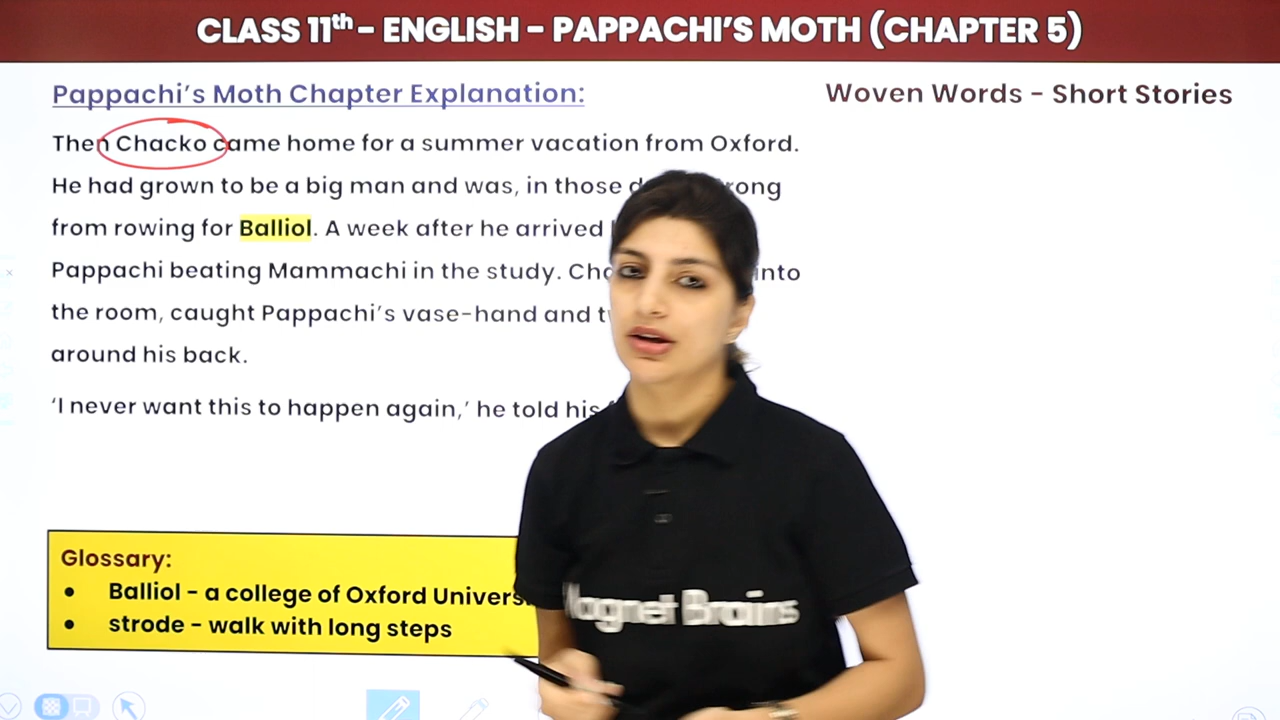 CLASS 11th - ENGLISH - PAPPACHI'S MOTH (CHAPTER 5)
Pappachi's Moth Chapter Explanation:
Woven Words - Short Stories
Then Chacko came home for a summer vacation from Oxford.
He had grown to be a big man and was, in those
from rowing for Balliol. A week after he arrived
Pappachi beating Mammachi in the study. into
the room, caught Pappachi's vase-hand and
around his back.
'I never want this to happen again,' he told his
Glossary:
• Balliol - a college of Oxford
• strode - walk with long steps
Magnet Brains